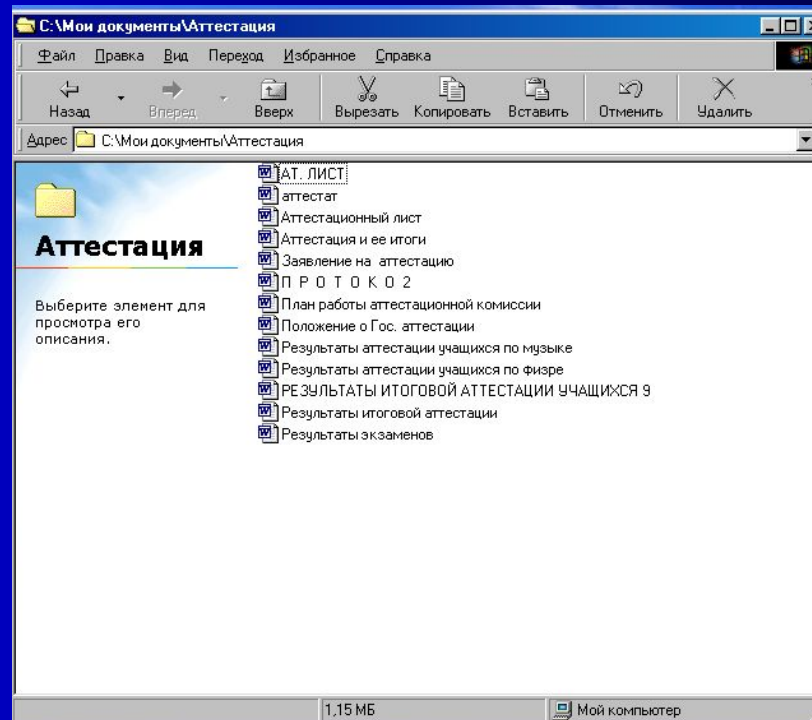 C:\Мои документы\Аттестация
Файл Правка Вид Переход Избранное Справка
Назад Вперед Вверх Вырезать Копировать Вставить Отменить Удалить
Адрес C:\Мои документы\Аттестация
АТ. ЛИСТ
аттестат
Аттестационный лист
Аттестация и ее итоги
Заявление на аттестацию
П Р О Т О К О 2
План работы аттестационной комиссии
Положение о Гос. аттестации
Результаты аттестации учащихся по музыке
Результаты аттестации учащихся по физре
РЕЗУЛЬТАТЫ ИТОГОВОЙ АТТЕСТАЦИИ УЧАЩИХСЯ 9
Результаты итоговой аттестации
Результаты экзаменов
Аттестация
Выберите элемент для
просмотра его
описания.
1,15 МБ Мой компьютер